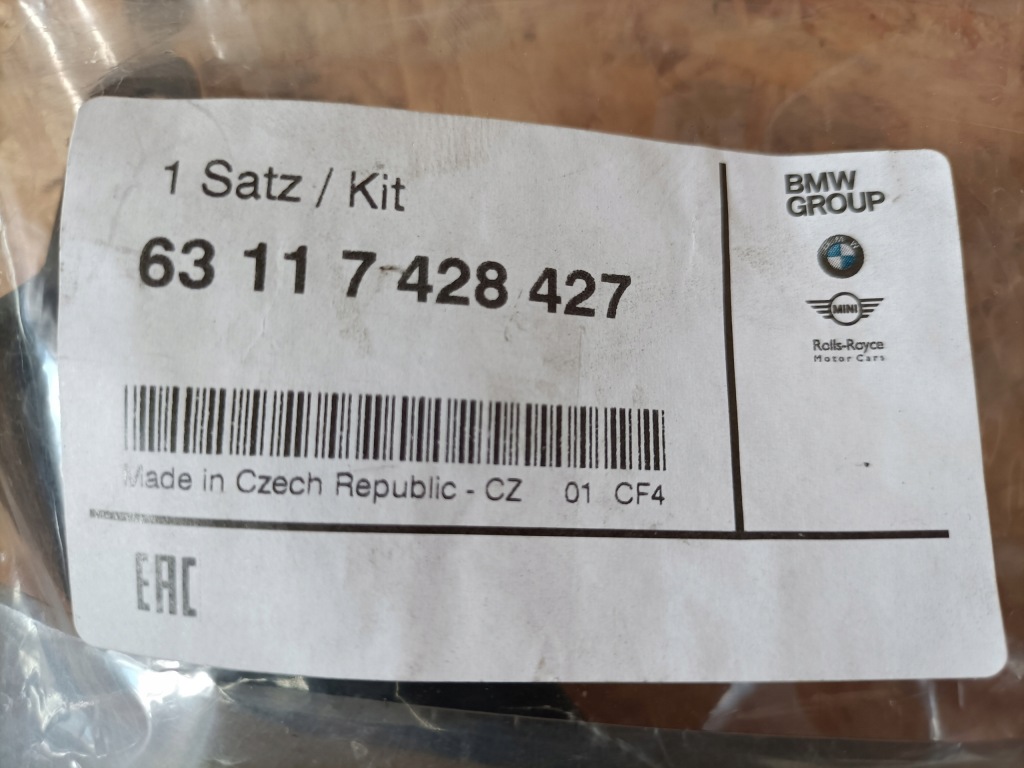 1 Satz / Kit
63 11 7 428 427
Made in Czech Republic - CZ 01 CF4
EAC
BMW
GROUP
MINI
Rolls-Royce
Motor Cars